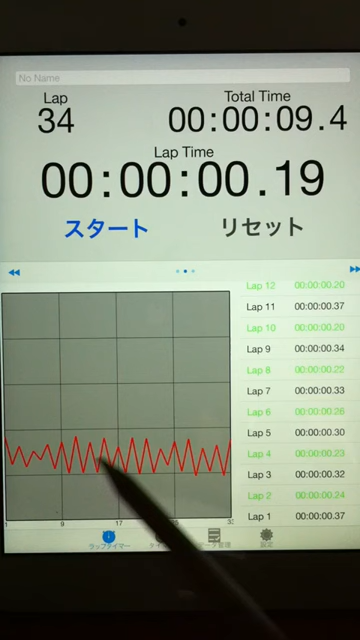 No Name
Lap
Total Time
34
00:00:09.4
Lap Time
00:00:00.19
スタート
リセット
Lap 12 00:00:00.20
Lap 11 00:00:00.37
Lap 10 00:00:00.20
Lap 9 00:00:00.34
Lap 8 00:00:00.22
Lap 7 00:00:00.33
Lap 6 00:00:00.26
Lap 5 00:00:00.30
Lap 4 00:00:00.23
Lap 3 00:00:00.32
Lap 2 00:00:00.24
Lap 1 00:00:00.37
1 9 17
ラップタイマー
設定